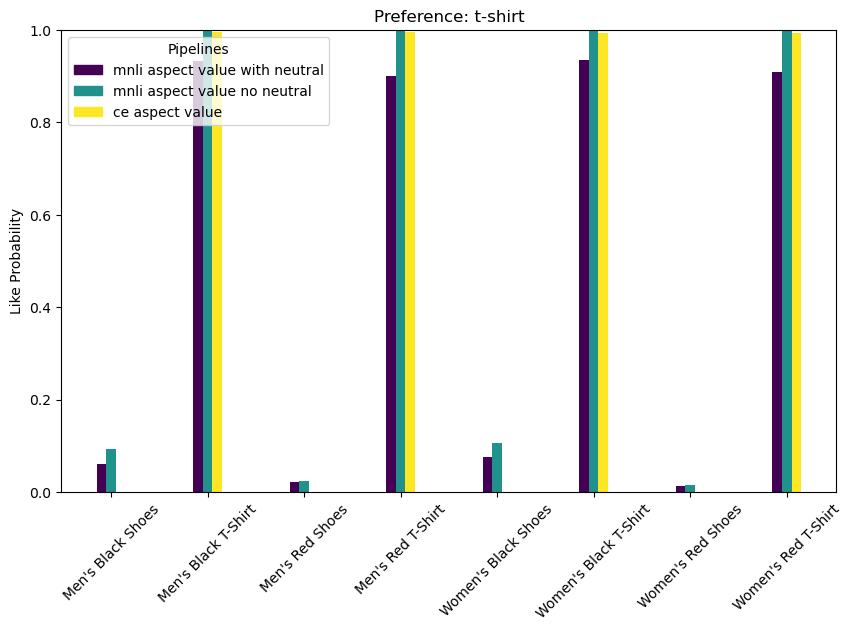 Preference: t-shirt
Pipelines
mnli aspect value with neutral
mnli aspect value no neutral
ce aspect value
Like Probability
1.0
0.8
0.6
0.4
0.2
0.0
Men's Black Shoes
Men's Black T-Shirt
Men's Red Shoes
Men's Red T-Shirt
Women's Black Shoes
Women's Black T-Shirt
Women's Red Shoes
Women's Red T-Shirt